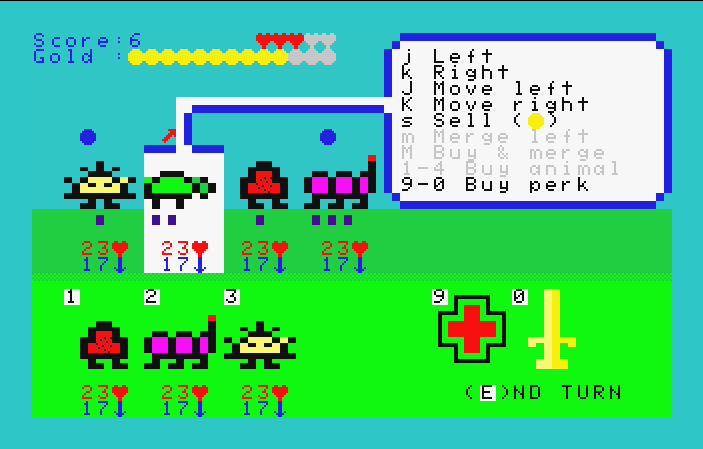 Score:6
Gold :
j Left
k Right
J Move left
K Move right
s Sell ( )
m Merge left
M Buy & merge
1-4 Buy animal
9-0 Buy perk
23 23 23 23
17 17 17 17
1 2 3 9 0
23 23 23
17 17 17
(E)ND TURN